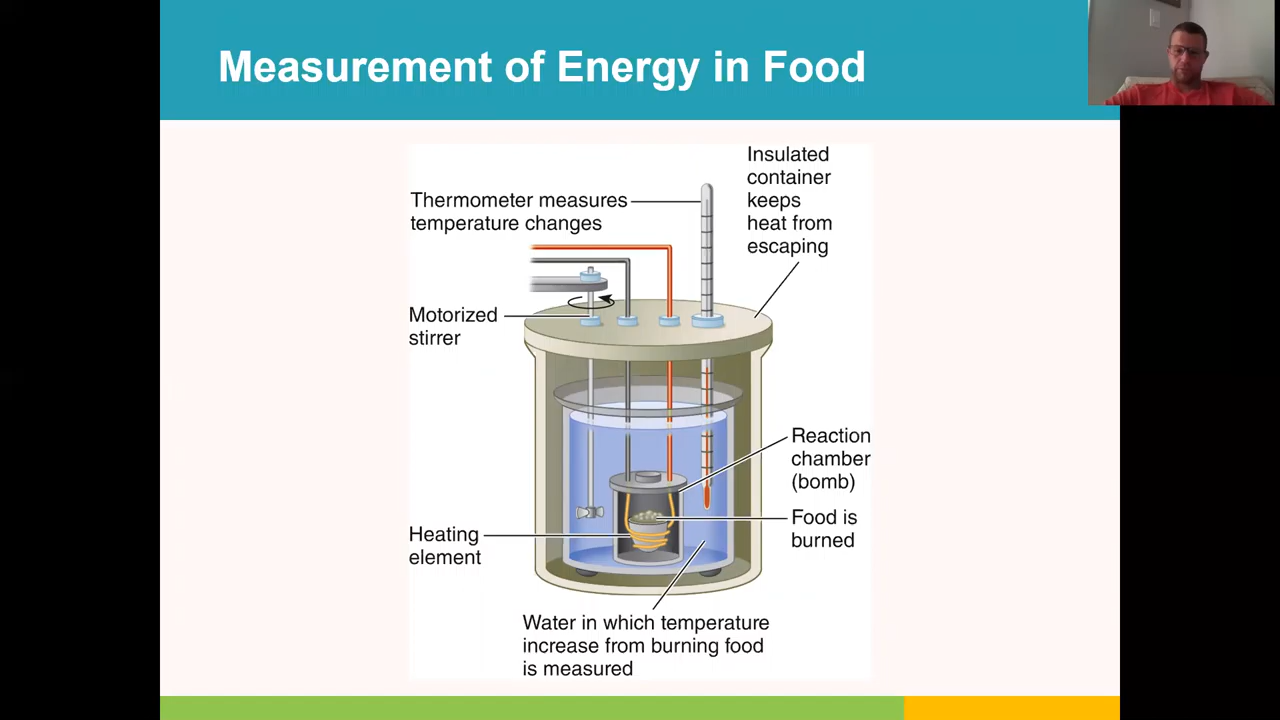 Measurement of Energy in Food
Insulated
container
keeps
heat from
escaping
Thermometer measures
temperature changes
Motorized
stirrer
Reaction
chamber
(bomb)
Food is
burned
Heating
element
Water in which temperature
increase from burning food
is measured